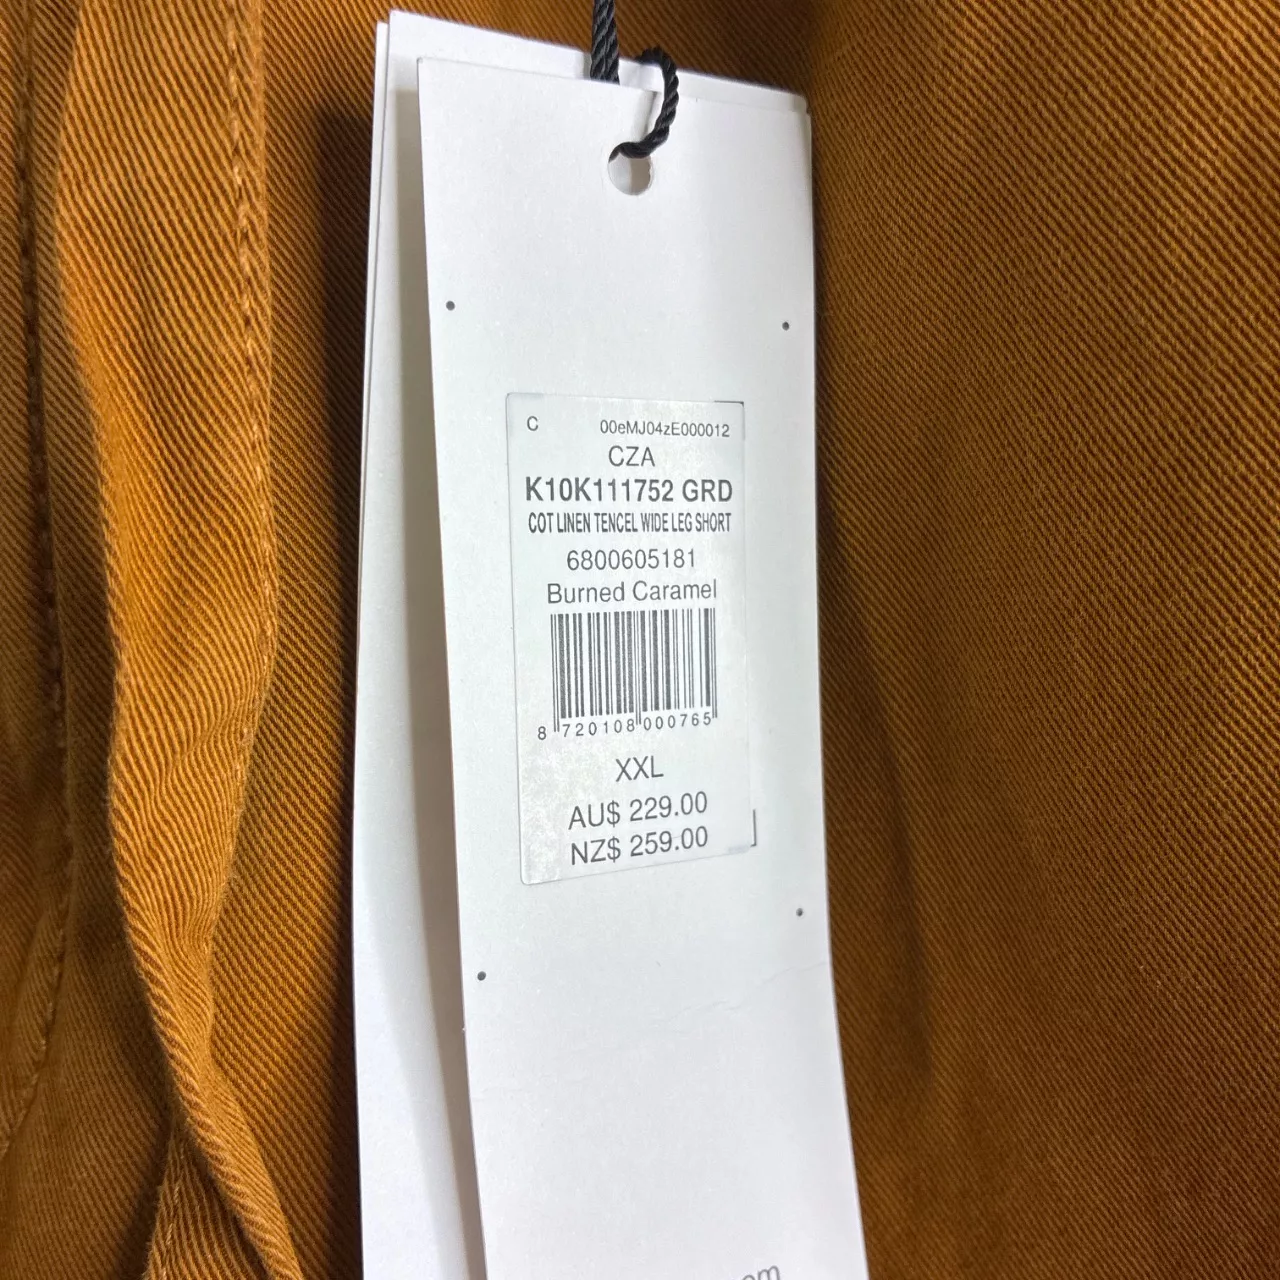 C 00eMJ04zE000012
CZA
K10K111752 GRD
COT LINEN TENCEL WIDE LEG SHORT
6800605181
Burned Caramel
8 720108 000765
XXL
AU$ 229.00
NZ$ 259.00